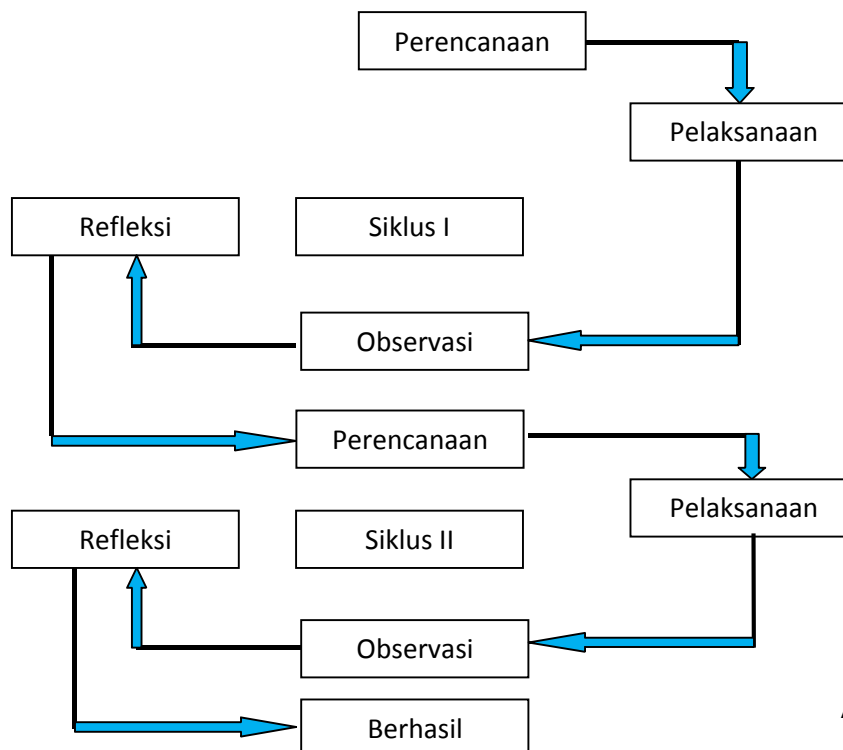 Perencanaan
Pelaksanaan
Refleksi
Siklus I
Observasi
Perencanaan
Pelaksanaan
Refleksi
Siklus II
Observasi
Berhasil